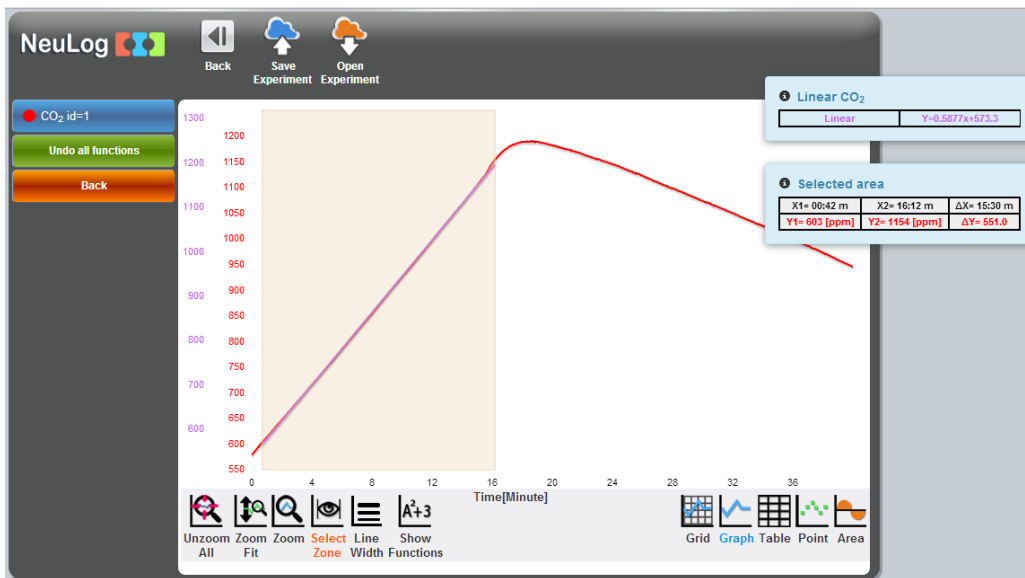 NeuLog
Back
Save
Experiment
Open
Experiment
CO₂ id=1
Undo all functions
Back
Linear CO₂
Linear Y=0.5877x+573.3
Selected area
X1= 00:42 m X2= 16:12 m ΔX= 15:30 m
Y1= 603 [ppm] Y2= 1154 [ppm] ΔY= 551.0
1300
1200
1100
1000
900
800
700
600
1200
1150
1100
1050
1000
950
900
850
800
750
700
650
600
550
0 4 8 12 16 20 24 28 32 36
Time[Minute]
Unzoom
All
Zoom
Fit
Zoom
Select
Zone
Line
Width
A²+3
Show
Functions
Grid
Graph
Table
Point
Area